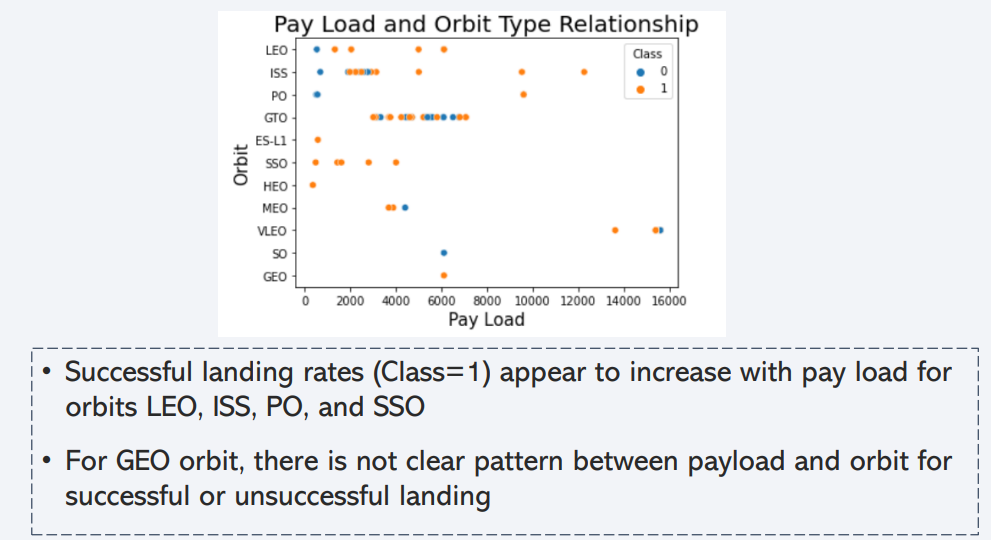 Pay Load and Orbit Type Relationship
LEO
ISS
PO
GTO
ES-L1
SSO
HEO
MEO
VLEO
SO
GEO
Orbit
Class
0
1
0 2000 4000 6000 8000 10000 12000 14000 16000
Pay Load
• Successful landing rates (Class=1) appear to increase with pay load for
orbits LEO, ISS, PO, and SSO
• For GEO orbit, there is not clear pattern between payload and orbit for
successful or unsuccessful landing